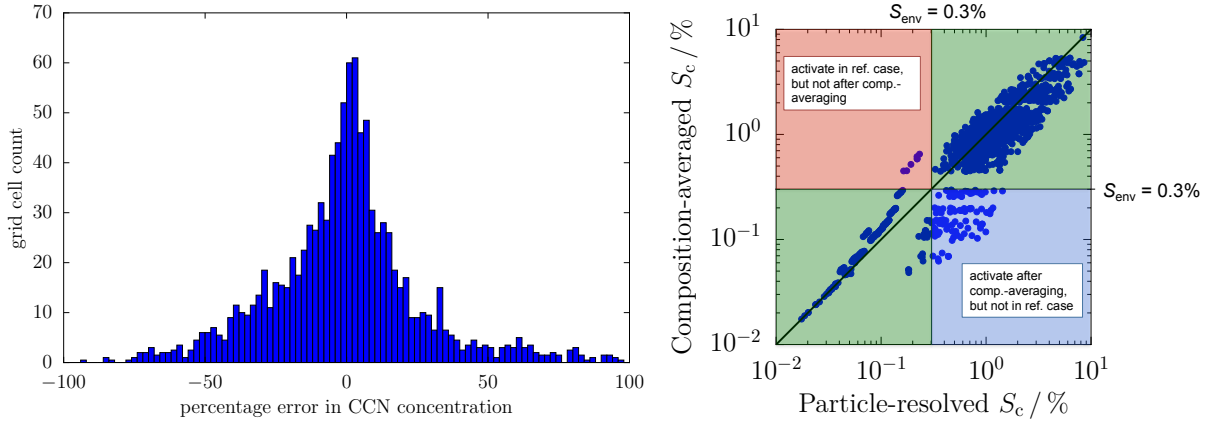 70
60
50
40
30
20
10
0
grid cell count
−100
−50
0
50
100
percentage error in CCN concentration
S_env = 0.3%
Composition-averaged S_c / %
10^1
10^0
10^−1
10^−2
activate in ref. case,
but not after comp.-
averaging
S_env = 0.3%
activate after
comp.-averaging,
but not in ref. case
10^−2
10^−1
10^0
10^1
Particle-resolved S_c / %